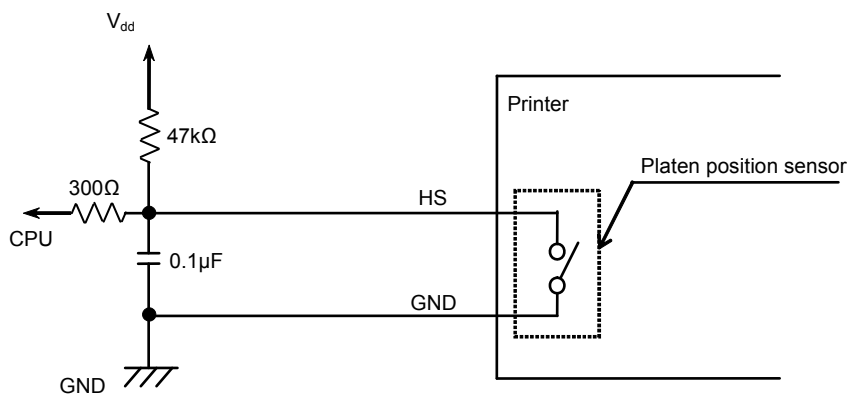 Vdd
Printer
47kΩ
Platen position sensor
300Ω
HS
CPU
0.1µF
GND
GND